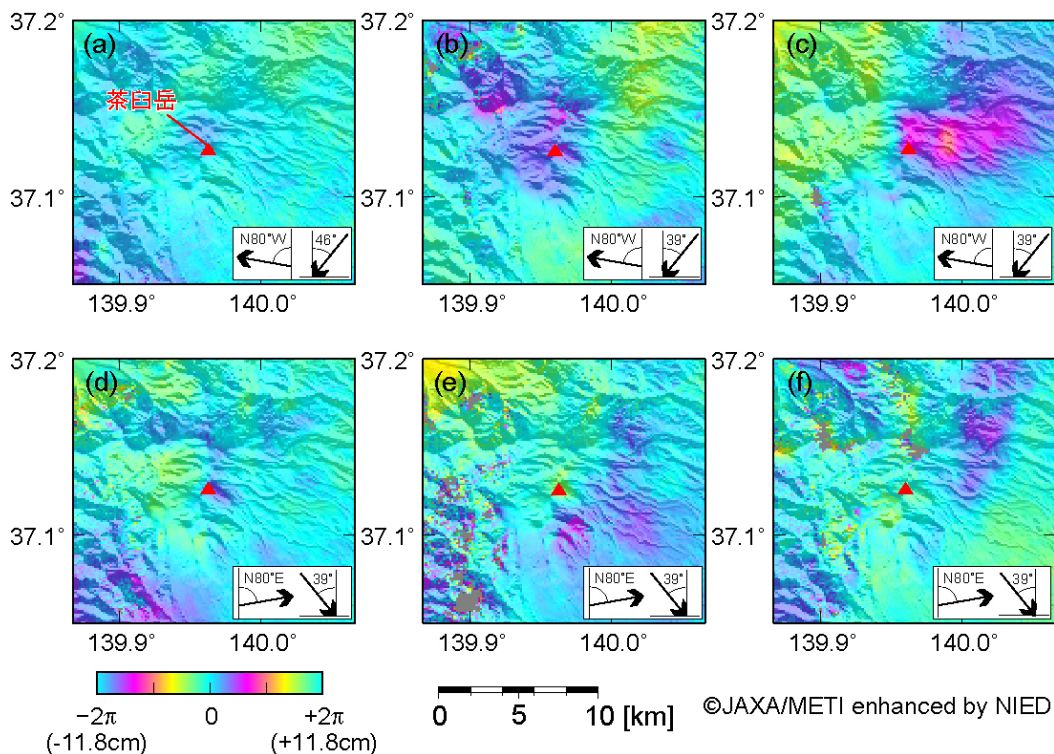 37.2°
(a)
(b)
(c)
茶臼岳
37.1°
37.1°
37.1°
N80°W 46°
N80°W 39°
N80°W 39°
139.9° 140.0°
139.9° 140.0°
139.9° 140.0°
37.2°
37.2°
37.2°
37.2°
37.2°
(d)
(e)
(f)
37.1°
37.1°
37.1°
N80°E 39°
N80°E 39°
N80°E 39°
139.9° 140.0°
139.9° 140.0°
139.9° 140.0°
−2π 0 +2π
(-11.8cm) (+11.8cm)
0 5 10 [km]
©JAXA/METI enhanced by NIED